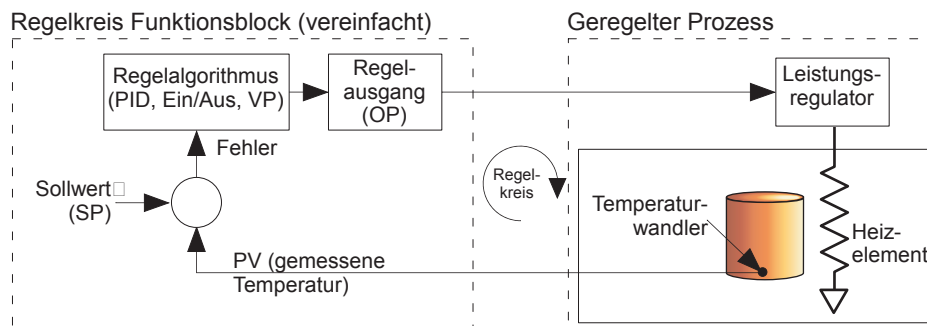 Regelkreis Funktionsblock (vereinfacht)
Geregelter Prozess
Regelalgorithmus
(PID, Ein/Aus, VP)
Regel-
ausgang
(OP)
Leistungs-
regulator
Fehler
Sollwert
(SP)
Regel-
kreis
Temperatur-
wandler
Heiz-
element
PV (gemessene
Temperatur)